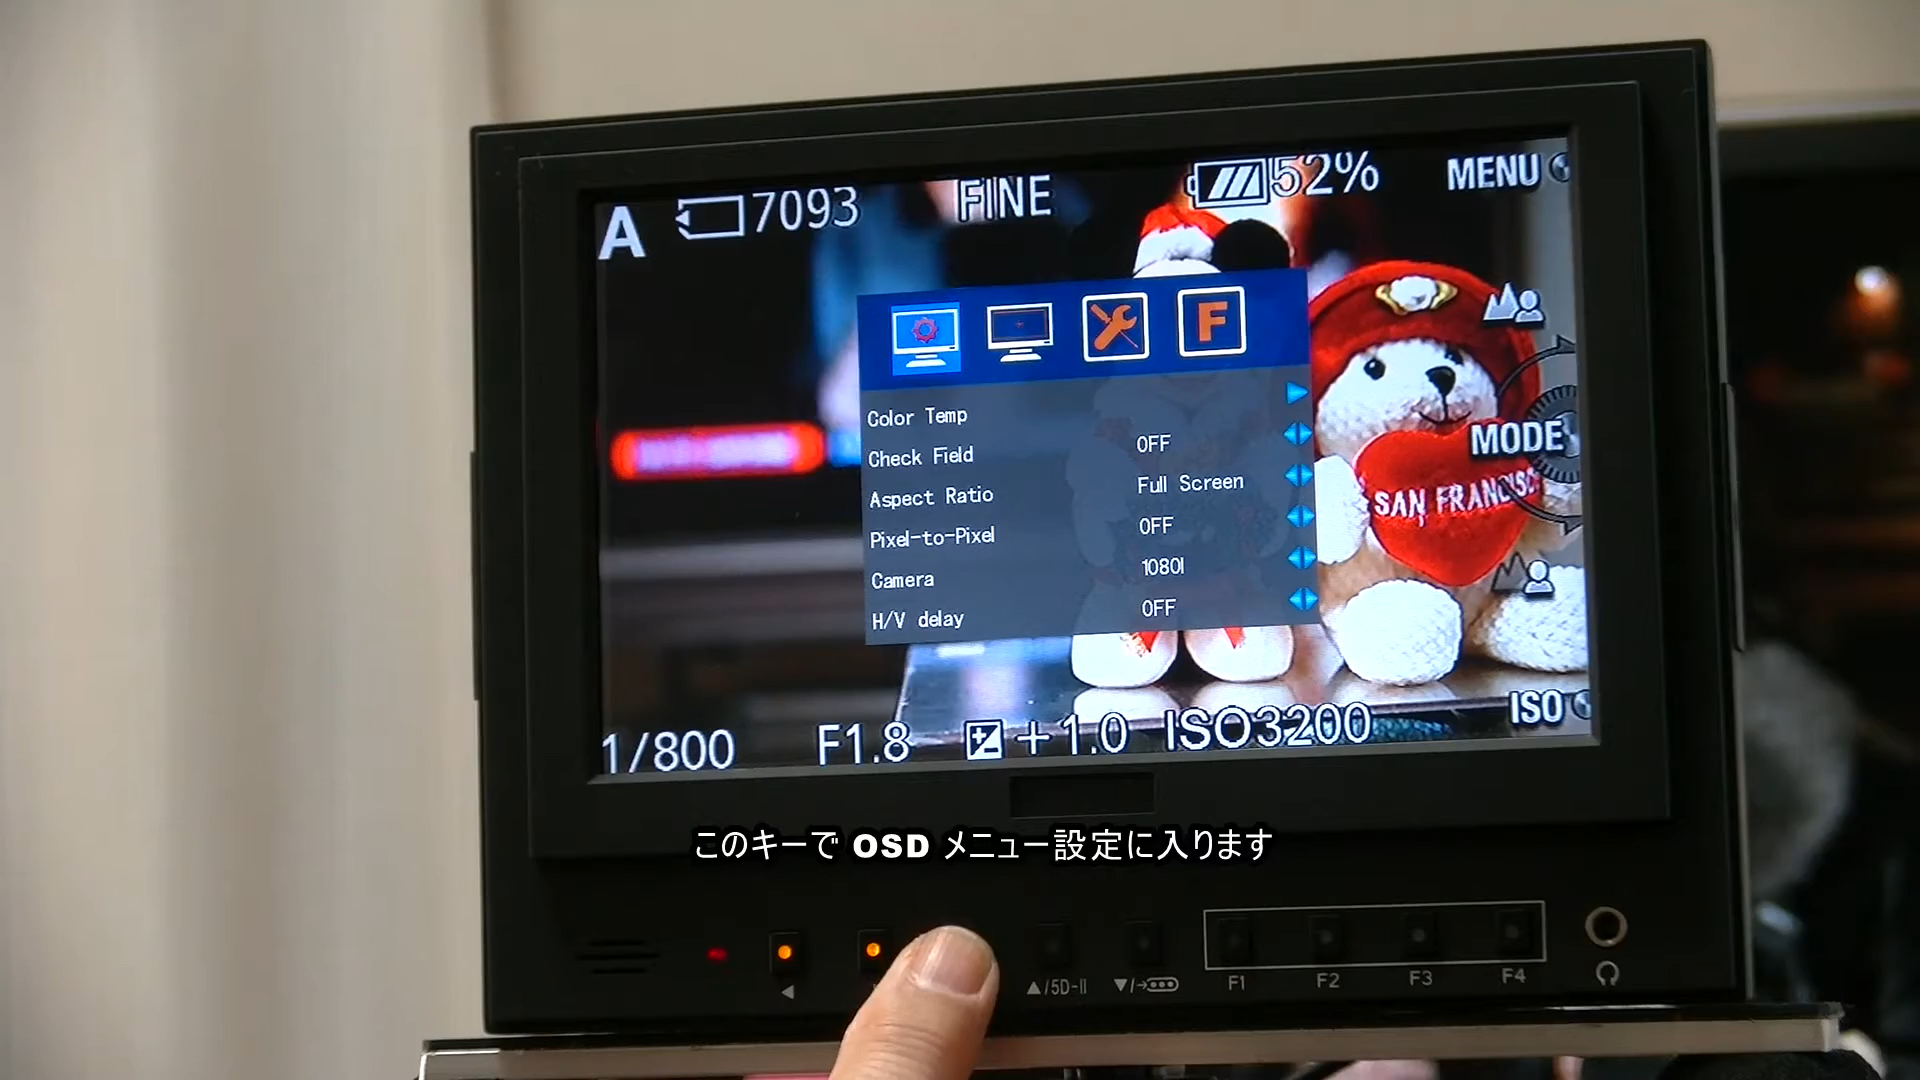 A 7093 FINE 52% MENU
F
Color Temp
Check Field OFF
Aspect Ratio Full Screen
Pixel-to-Pixel OFF
Camera 1080I
H/V delay OFF
MODE
SAN FRANCISC
1/800 F1.8 +1.0 ISO3200 ISO
このキーで OSD メニュー設定に入ります
◀ ▲/5D-II ▼/→ F1 F2 F3 F4